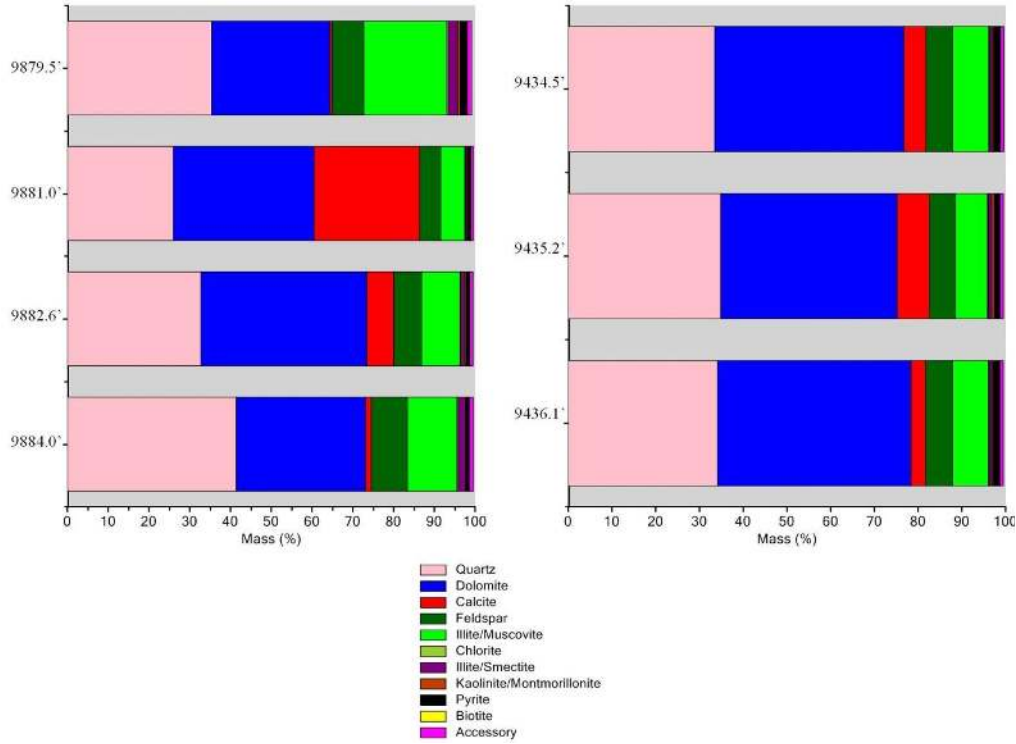 9879.5`
9881.0`
9882.6`
9884.0`
0 10 20 30 40 50 60 70 80 90 100
Mass (%)
9434.5`
9435.2`
9436.1`
0 10 20 30 40 50 60 70 80 90 100
Mass (%)
Quartz
Dolomite
Calcite
Feldspar
Illite/Muscovite
Chlorite
Illite/Smectite
Kaolinite/Montmorillonite
Pyrite
Biotite
Accessory